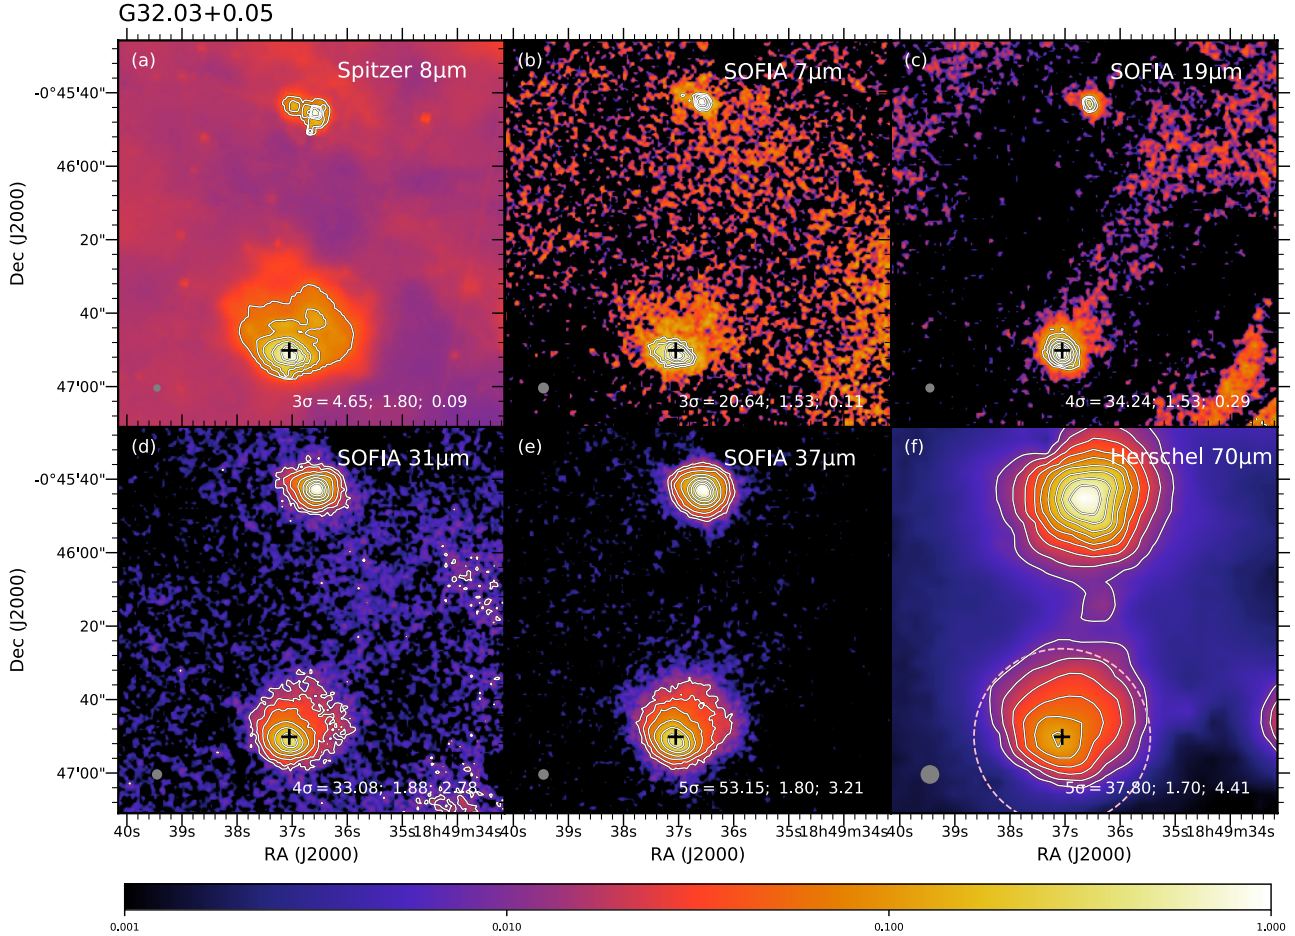 G32.03+0.05
(a) Spitzer 8μm
(b) SOFIA 7μm
(c) SOFIA 19μm
-0°45'40"
46'00"
20"
40"
47'00"
Dec (J2000)
3σ=4.65; 1.80; 0.09
3σ=20.64; 1.53; 0.11
4σ=34.24; 1.53; 0.29
(d) SOFIA 31μm
(e) SOFIA 37μm
(f) Herschel 70μm
-0°45'40"
46'00"
20"
40"
47'00"
Dec (J2000)
4σ=33.08; 1.88; 2.78
5σ=53.15; 1.80; 3.21
5σ=37.80; 1.70; 4.41
40s 39s 38s 37s 36s 35s 18h49m34s
40s 39s 38s 37s 36s 35s 18h49m34s
40s 39s 38s 37s 36s 35s 18h49m34s
RA (J2000) RA (J2000) RA (J2000)
0.001 0.010 0.100 1.000